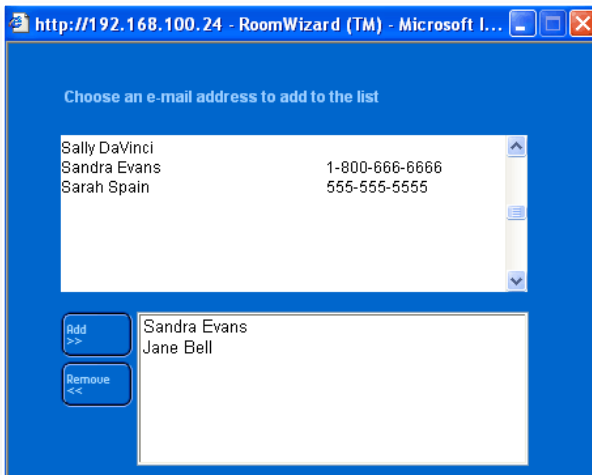 http://192.168.100.24 - RoomWizard (TM) - Microsoft I...
Choose an e-mail address to add to the list
Sally DaVinci
Sandra Evans 1-800-666-6666
Sarah Spain 555-555-5555
Add
>>
Sandra Evans
Jane Bell
Remove
<<